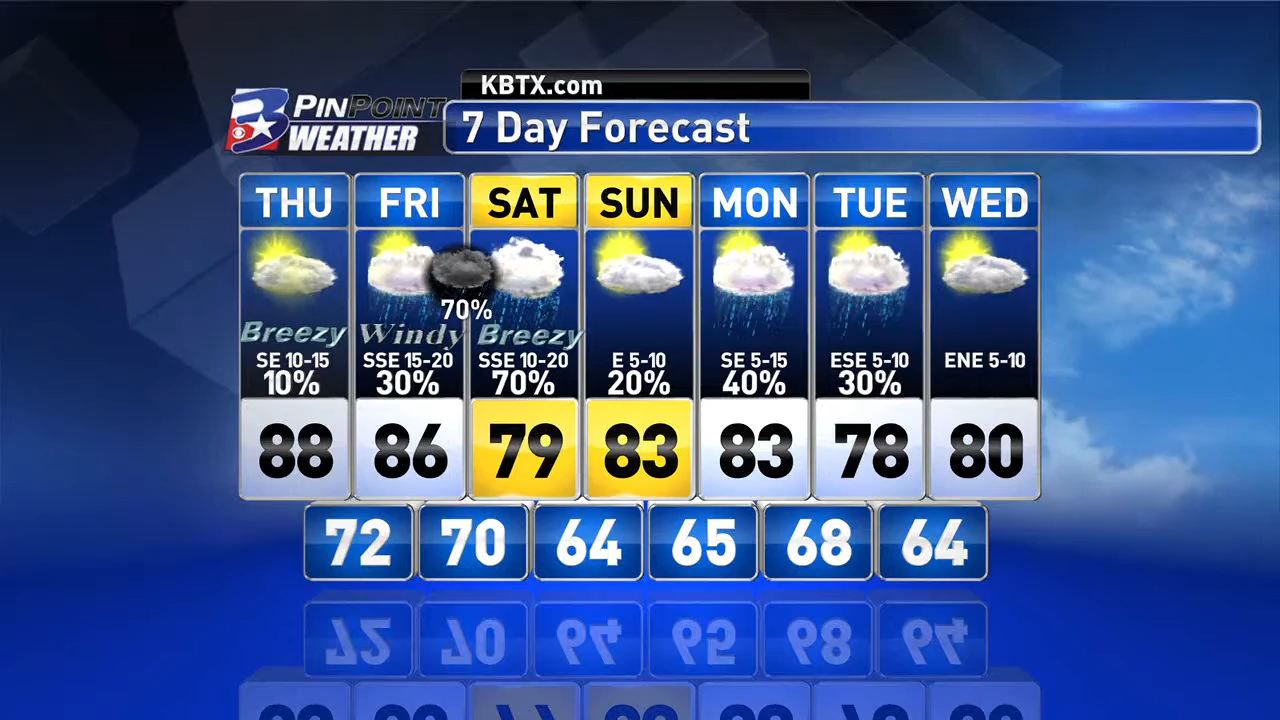 KBTX.com
3 PINPOINT
WEATHER
7 Day Forecast
THU FRI SAT SUN MON TUE WED
70%
Breezy Windy Breezy
SE 10-15 SSE 15-20 SSE 10-20 E 5-10 SE 5-15 ESE 5-10 ENE 5-10
10% 30% 70% 20% 40% 30%
88 86 79 83 83 78 80
72 70 64 65 68 64